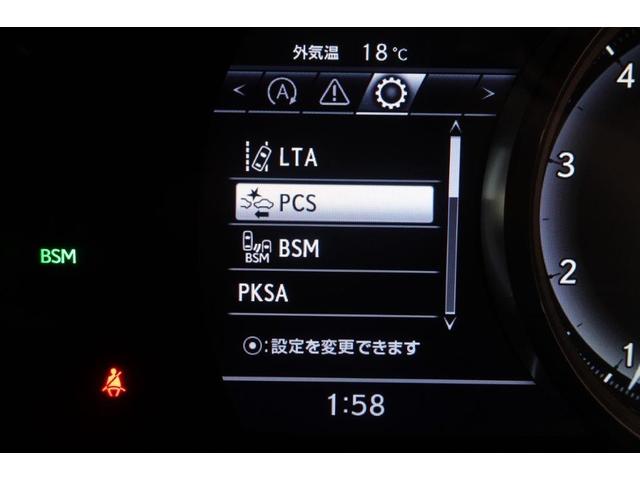 外気温 18℃
< A >
LTA
PCS
BSM BSM
PKSA
⦿:設定を変更できます
1:58
BSM
4
3
2
1